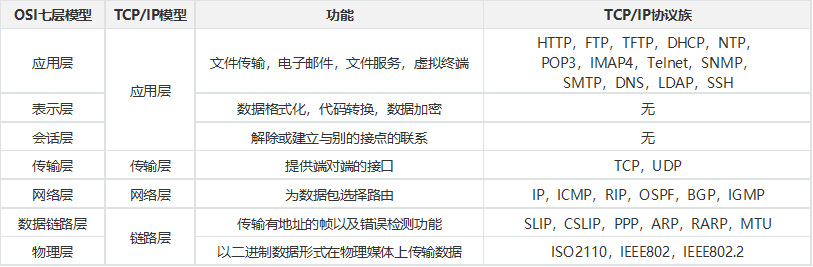 OSI七层模型 TCP/IP模型 功能 TCP/IP协议族
应用层 应用层 文件传输，电子邮件，文件服务，虚拟终端 HTTP，FTP，TFTP，DHCP，NTP，
POP3，IMAP4，Telnet，SNMP，
SMTP，DNS，LDAP，SSH
表示层 数据格式化，代码转换，数据加密 无
会话层 解除或建立与别的接点的联系 无
传输层 传输层 提供端对端的接口 TCP，UDP
网络层 网络层 为数据包选择路由 IP，ICMP，RIP，OSPF，BGP，IGMP
数据链路层 链路层 传输有地址的帧以及错误检测功能 SLIP，CSLIP，PPP，ARP，RARP，MTU
物理层 以二进制数据形式在物理媒体上传输数据 ISO2110，IEEE802，IEEE802.2